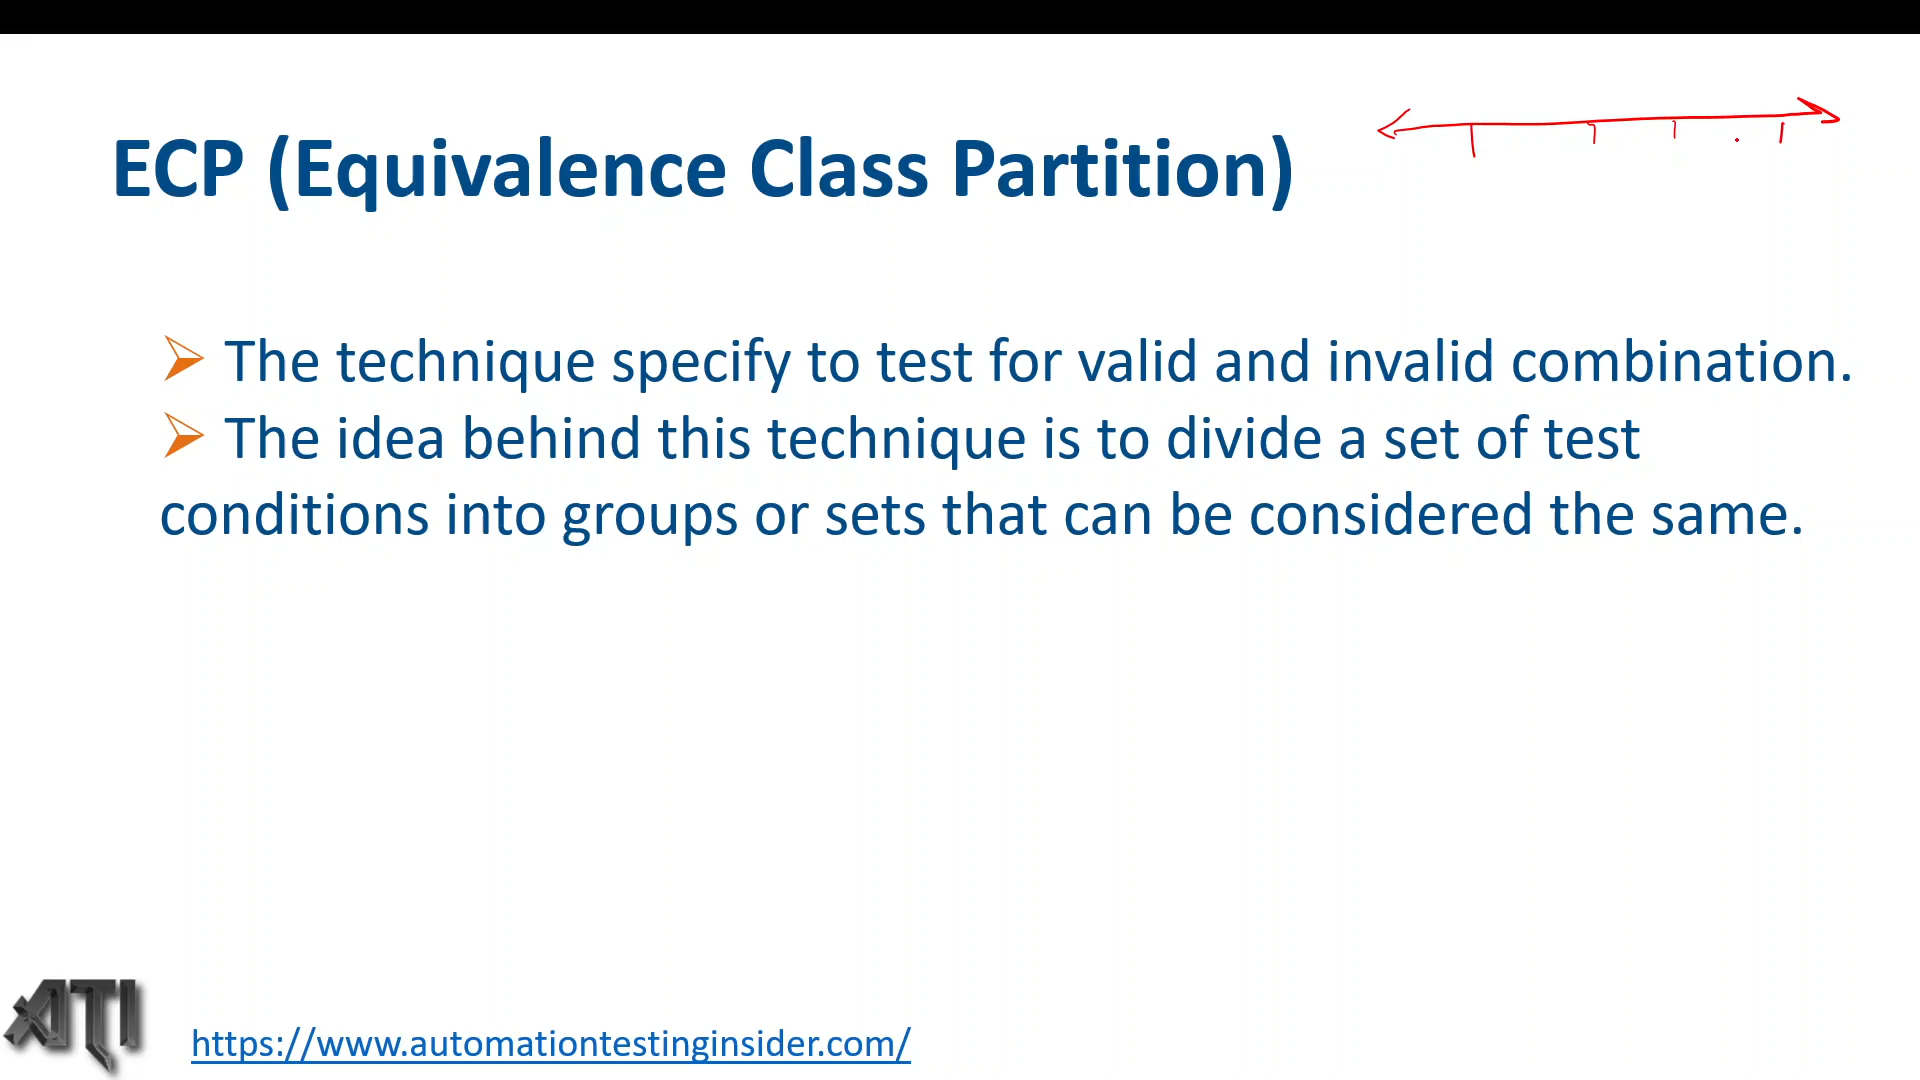 ECP (Equivalence Class Partition)
The technique specify to test for valid and invalid combination.
The idea behind this technique is to divide a set of test
conditions into groups or sets that can be considered the same.
ATI
https://www.automationtestinginsider.com/